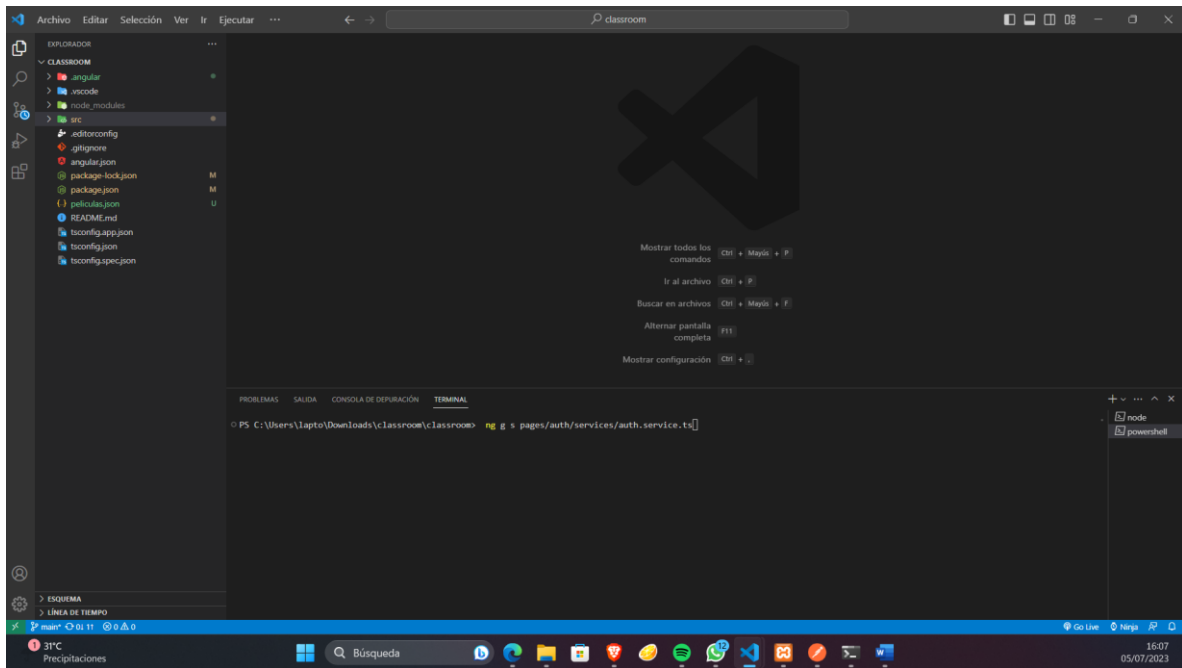 Archivo Editar Selección Ver Ir Ejecutar ···
classroom
EXPLORADOR ···
CLASSROOM
.angular
.vscode
node_modules
src
.editorconfig
.gitignore
angular.json
package-lock.json M
package.json M
peliculas.json U
README.md
tsconfig.app.json
tsconfig.json
tsconfig.spec.json
Mostrar todos los
comandos Ctrl + Mayús + P
Ir al archivo Ctrl + P
Buscar en archivos Ctrl + Mayús + F
Alternar pantalla
completa F11
Mostrar configuración Ctrl + ,
PROBLEMAS SALIDA CONSOLA DE DEPURACIÓN TERMINAL
PS C:\Users\lapto\Downloads\classroom\classroom> ng g s pages/auth/services/auth.service.ts
node
powershell
ESQUEMA
LÍNEA DE TIEMPO
main* 0↓ 1↑ 0 0
Go Live Ninja
1
31°C
Precipitaciones
Búsqueda
12
16:07
05/07/2023